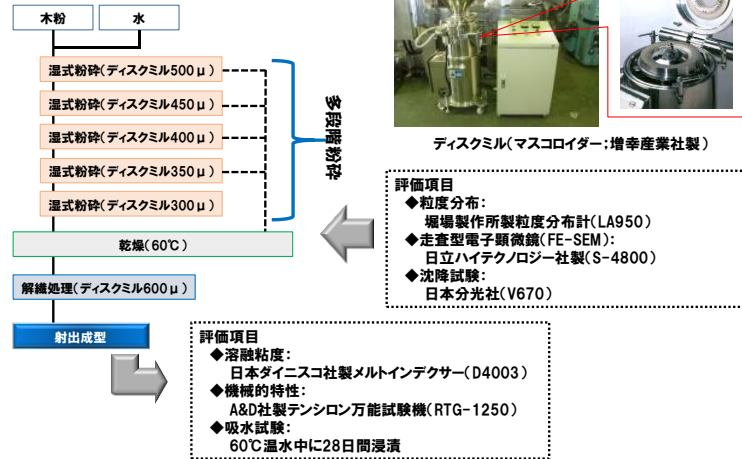 木粉
水
湿式粉砕(ディスクミル500μ)
湿式粉砕(ディスクミル450μ)
湿式粉砕(ディスクミル400μ)
湿式粉砕(ディスクミル350μ)
湿式粉砕(ディスクミル300μ)
多段階粉砕
乾燥(60℃)
解繊処理(ディスクミル600μ)
射出成型
ディスクミル(マスコロイダー;増幸産業社製)
評価項目
◆粒度分布:
堀場製作所製粒度分布計(LA950)
◆走査型電子顕微鏡(FE-SEM):
日立ハイテクノロジー社製(S-4800)
◆沈降試験:
日本分光社(V670)
評価項目
◆溶融粘度:
日本ダイニスコ社製メルトインデクサー(D4003)
◆機械的特性:
A&D社製テンシロン万能試験機(RTG-1250)
◆吸水試験:
60℃温水中に28日間浸漬